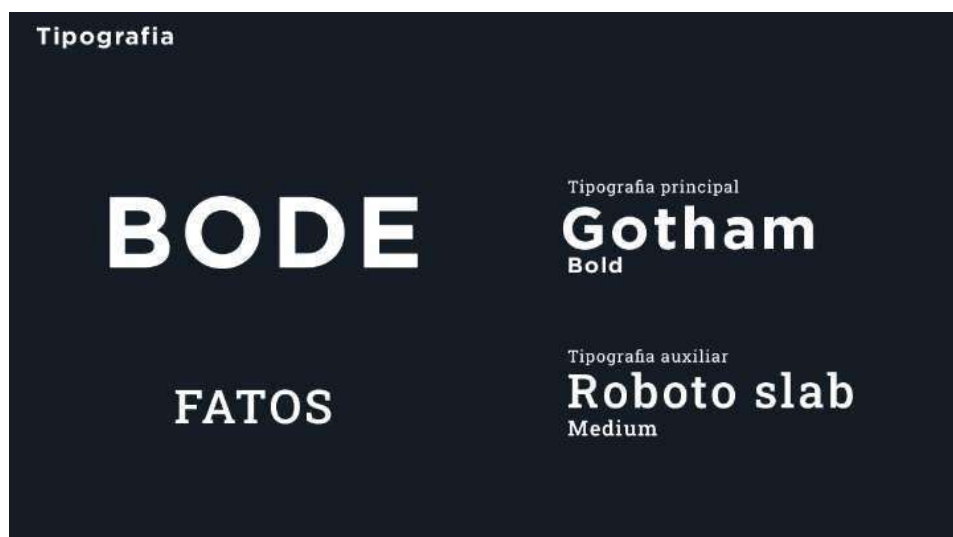 Tipografia
BODE
Tipografia principal
Gotham
Bold
FATOS
Tipografia auxiliar
Roboto slab
Medium